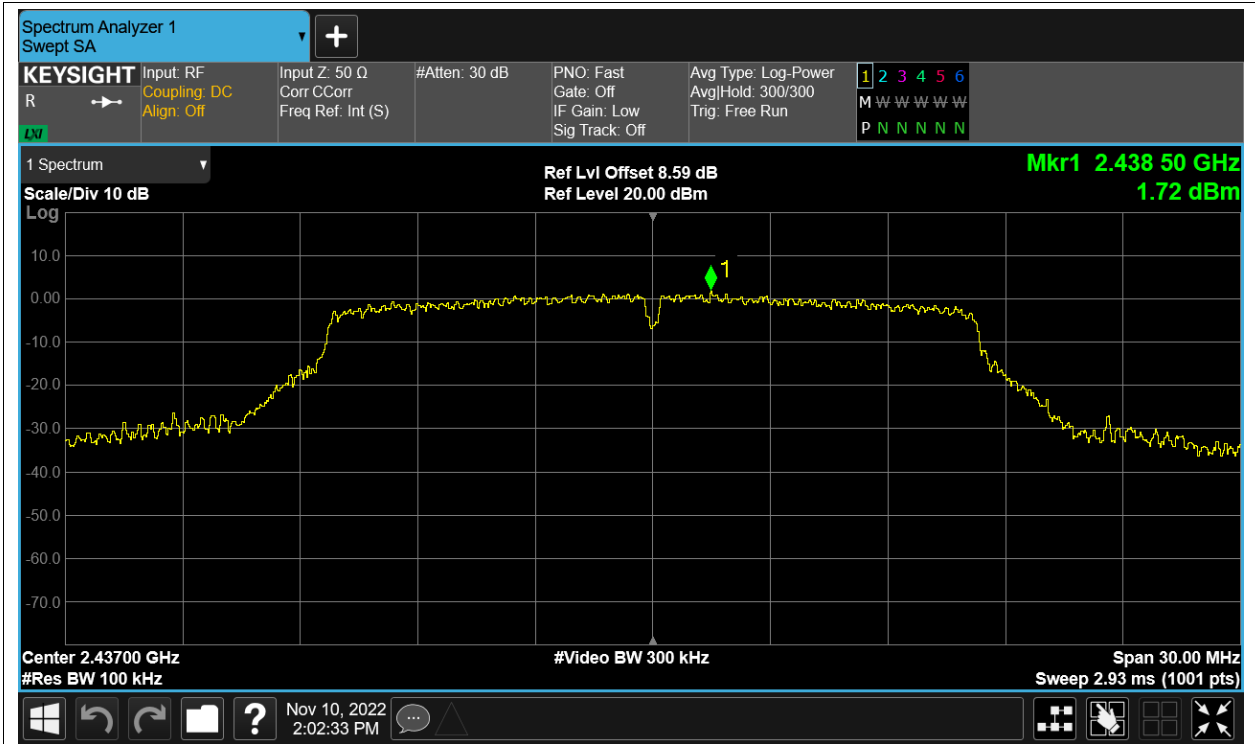 Spectrum Analyzer 1
Swept SA
KEYSIGHT
R
LXI
Input: RF
Coupling: DC
Align: Off
Input Z: 50 Ω
Corr CCorr
Freq Ref: Int (S)
#Atten: 30 dB
PNO: Fast
Gate: Off
IF Gain: Low
Sig Track: Off
Avg Type: Log-Power
Avg|Hold: 300/300
Trig: Free Run
1 2 3 4 5 6
M W W W W W
P N N N N N
1 Spectrum
Scale/Div 10 dB
Ref Lvl Offset 8.59 dB
Ref Level 20.00 dBm
Mkr1 2.438 50 GHz
1.72 dBm
Log
10.0
0.00
-10.0
-20.0
-30.0
-40.0
-50.0
-60.0
-70.0
1
Center 2.43700 GHz
#Video BW 300 kHz
Span 30.00 MHz
#Res BW 100 kHz
Sweep 2.93 ms (1001 pts)
?
Nov 10, 2022
2:02:33 PM